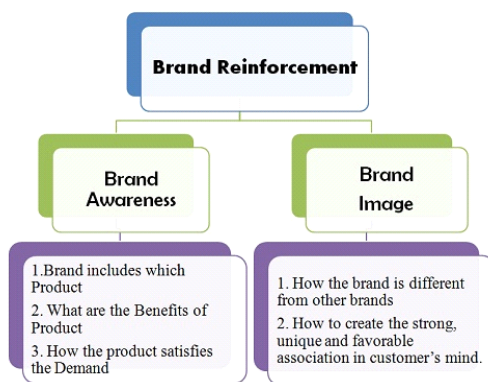 Brand Reinforcement
Brand
Awareness
Brand
Image
1.Brand includes which
Product
2. What are the Benefits of
Product
3. How the product satisfies
the Demand
1. How the brand is different
from other brands
2. How to create the strong,
unique and favorable
association in customer's mind.